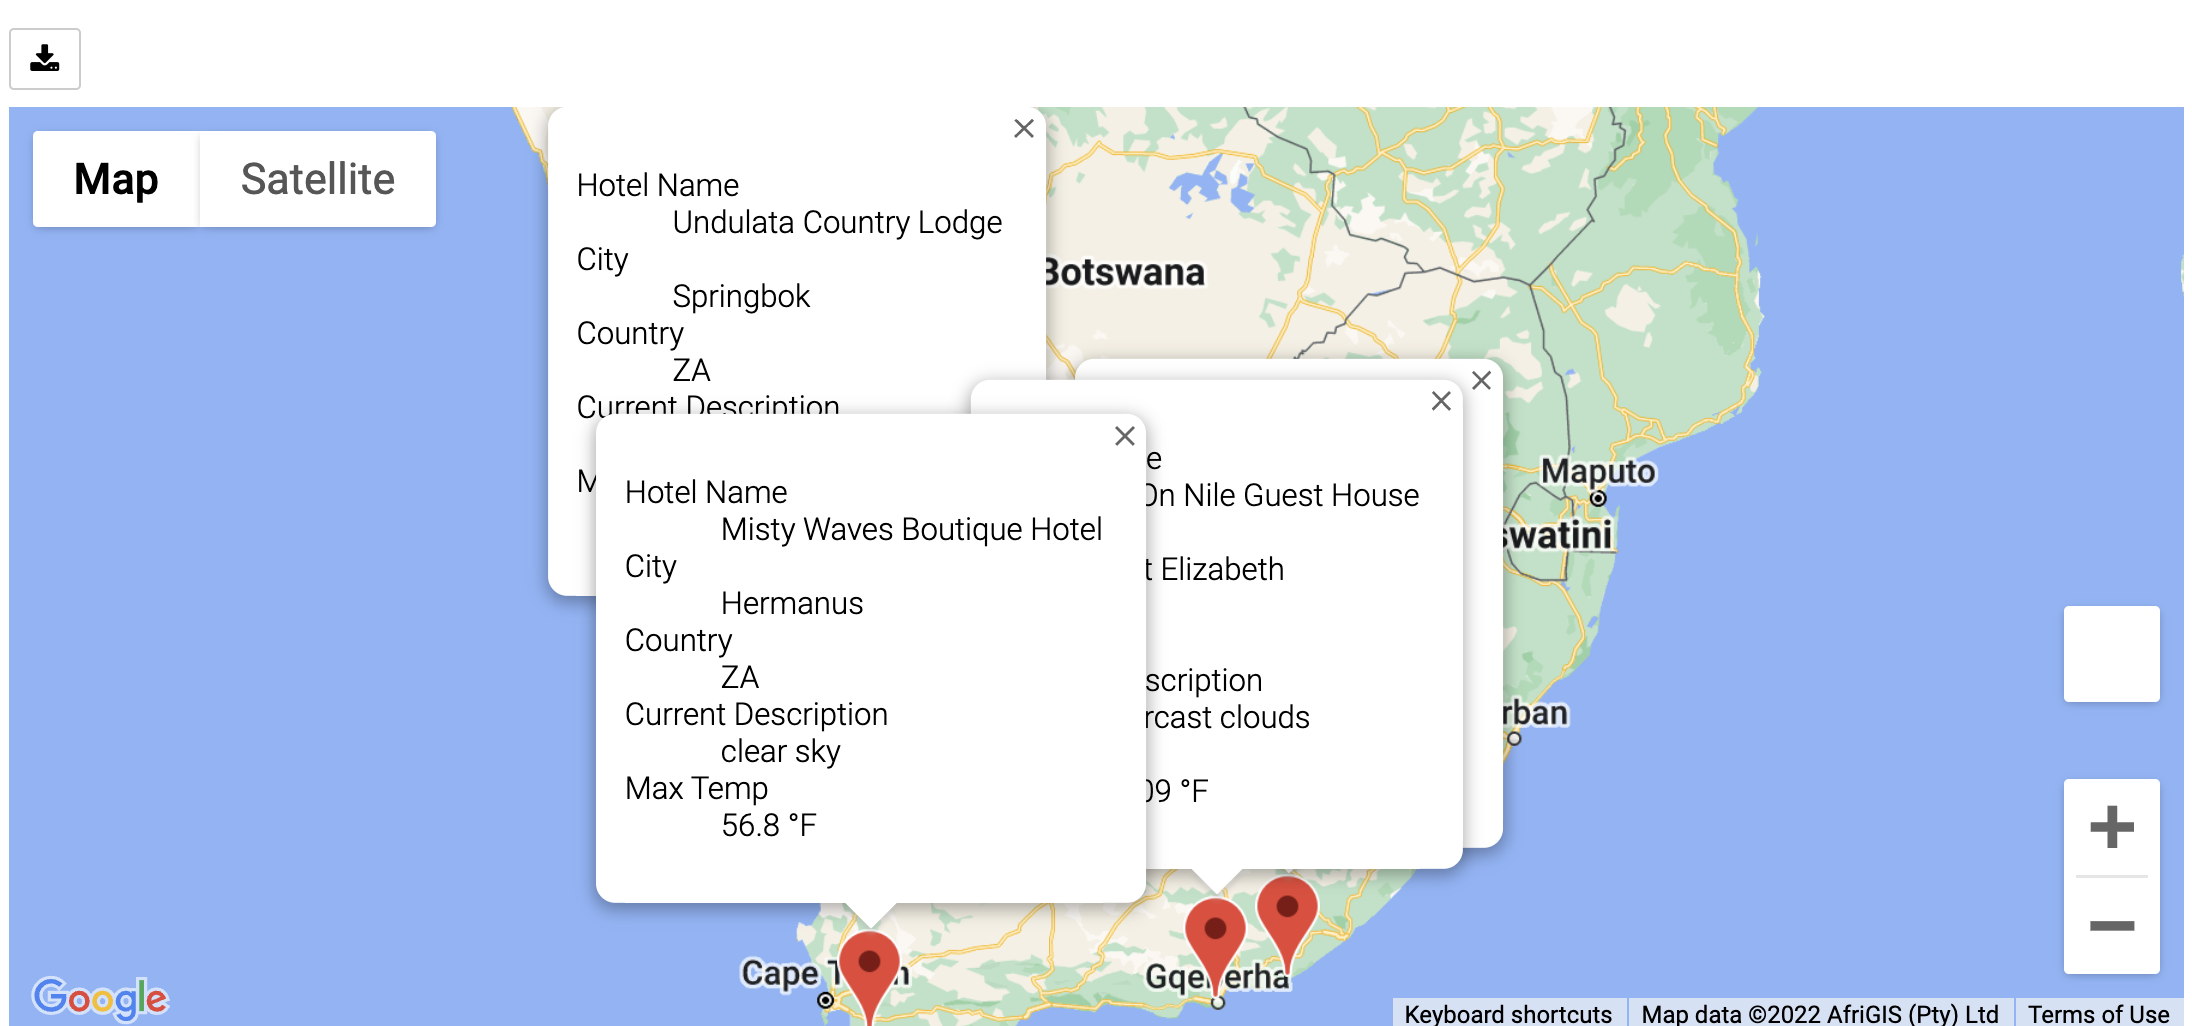 Map
Satellite
Hotel Name
Undulata Country Lodge
City
Springbok
Country
ZA
Current Description
M
Hotel Name
Misty Waves Boutique Hotel
City
Hermanus
Country
ZA
Current Description
clear sky
Max Temp
56.8 °F
e
On Nile Guest House
t Elizabeth
scription
rcast clouds
09 °F
Botswana
Maputo
swatini
rban
Cape T n
Gqe erha
Google
Keyboard shortcuts
Map data ©2022 AfriGIS (Pty) Ltd
Terms of Use